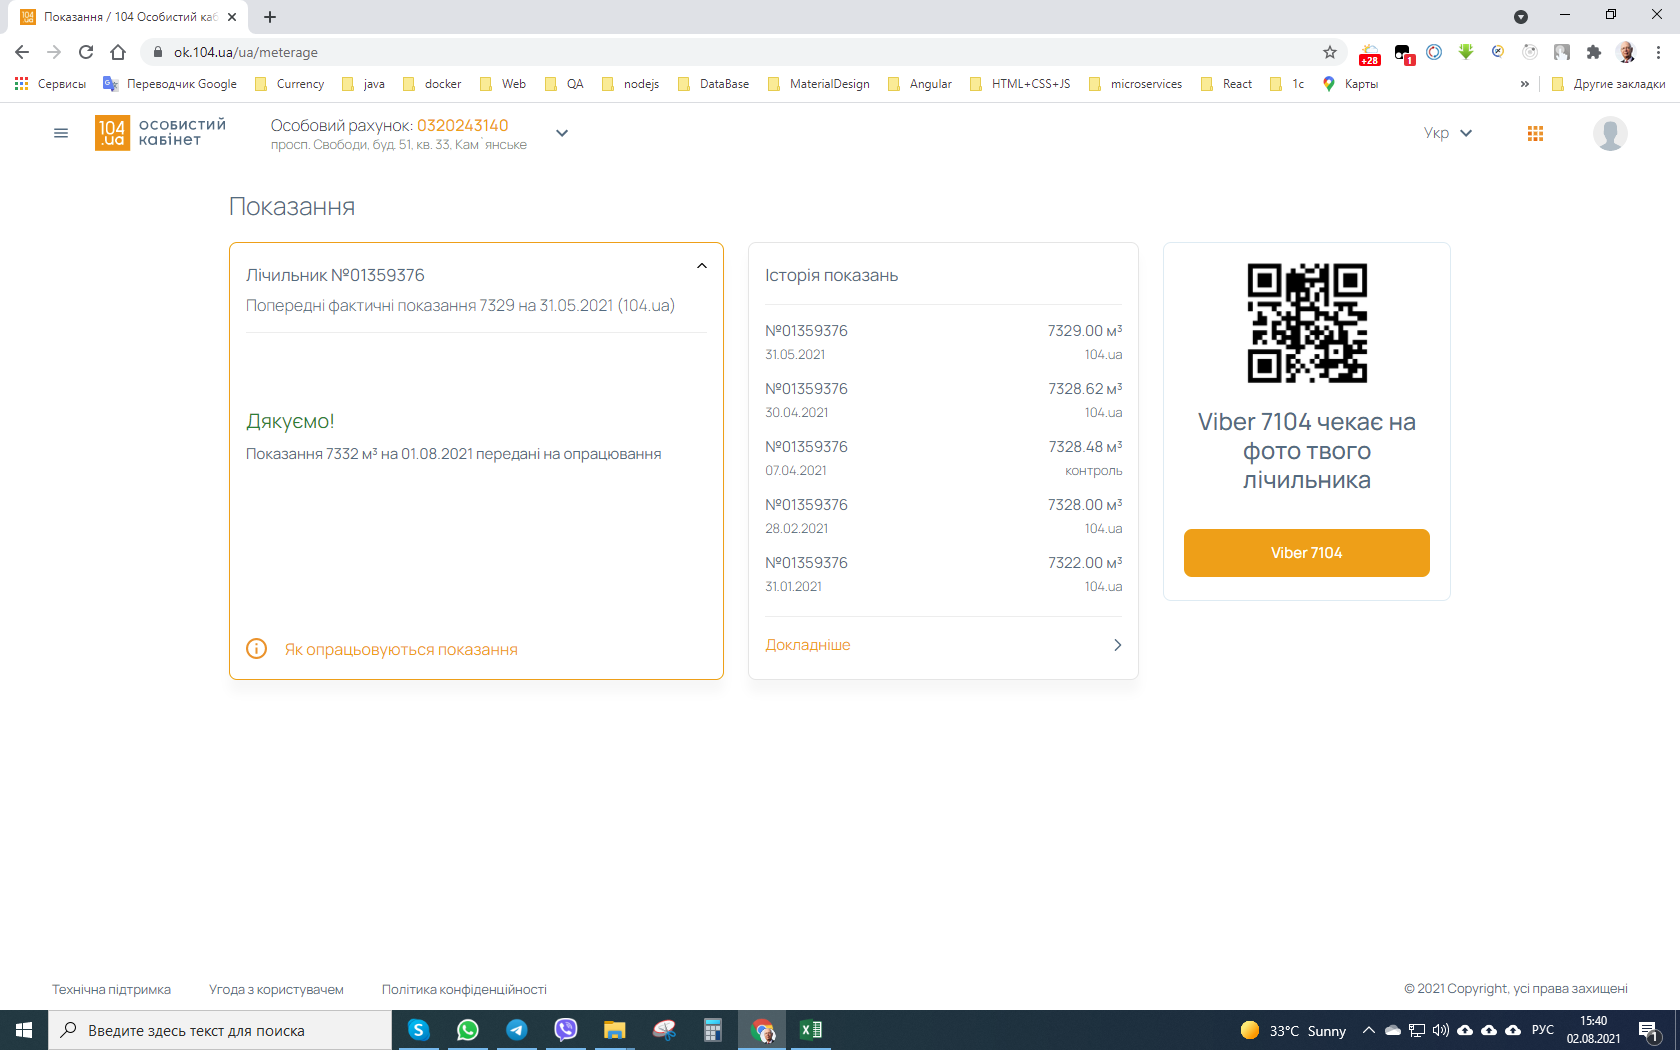 Показання / 104 Особистий каб
ok.104.ua/ua/meterage
+28
1
Сервисы
Переводчик Google
Currency
java
docker
Web
QA
nodejs
DataBase
MaterialDesign
Angular
HTML+CSS+JS
microservices
React
1c
Карты
»
Другие закладки
104
.ua
особистий
кабінет
Особовий рахунок: 0320243140
просп. Свободи, буд. 51, кв. 33, Кам`янське
Укр
Показання
Лічильник №01359376
Попередні фактичні показання 7329 на 31.05.2021 (104.ua)
Дякуємо!
Показання 7332 м³ на 01.08.2021 передані на опрацювання
Як опрацьовуються показання
Історія показань
№01359376 7329.00 м³
31.05.2021 104.ua
№01359376 7328.62 м³
30.04.2021 104.ua
№01359376 7328.48 м³
07.04.2021 контроль
№01359376 7328.00 м³
28.02.2021 104.ua
№01359376 7322.00 м³
31.01.2021 104.ua
Докладніше
Viber 7104 чекає на
фото твого
лічильника
Viber 7104
Технічна підтримка
Угода з користувачем
Політика конфіденційності
© 2021 Copyright, усі права захищені
Введите здесь текст для поиска
33°C Sunny
РУС
15:40
02.08.2021
1